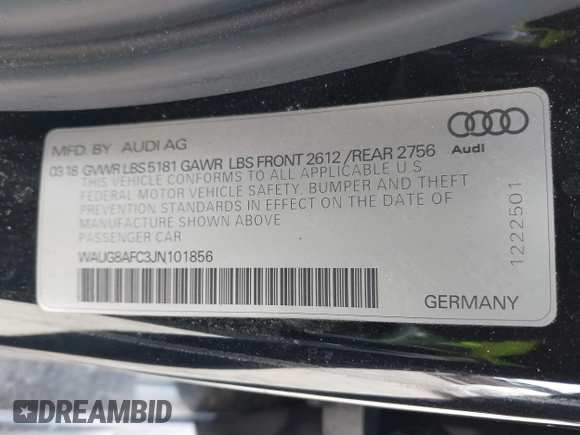 MFD BY AUDI AG
03 18 GVWR LBS 5181 GAWR LBS FRONT 2612 / REAR 2756
THIS VEHICLE CONFORMS TO ALL APPLICABLE U.S.
FEDERAL MOTOR VEHICLE SAFETY, BUMPER AND THEFT
PREVENTION STANDARDS IN EFFECT ON THE DATE OF
MANUFACTURE SHOWN ABOVE
PASSENGER CAR
WAUG8AFC3JN101856
GERMANY
Audi
1222501
DREAMBID